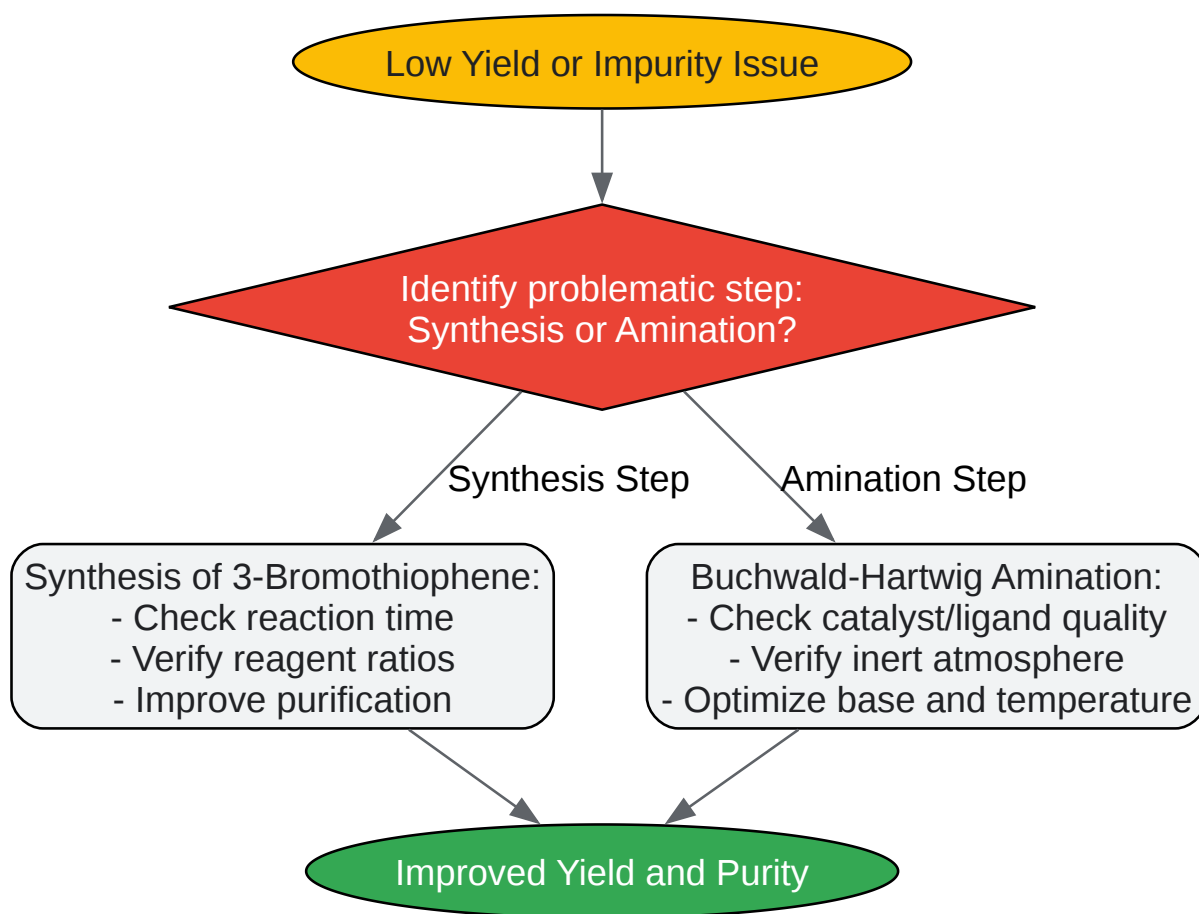 Low Yield or Impurity Issue
Identify problematic step:
Synthesis or Amination?
Synthesis Step
Amination Step
Synthesis of 3-Bromothiophene:
- Check reaction time
- Verify reagent ratios
- Improve purification
Buchwald-Hartwig Amination:
- Check catalyst/ligand quality
- Verify inert atmosphere
- Optimize base and temperature
Improved Yield and Purity